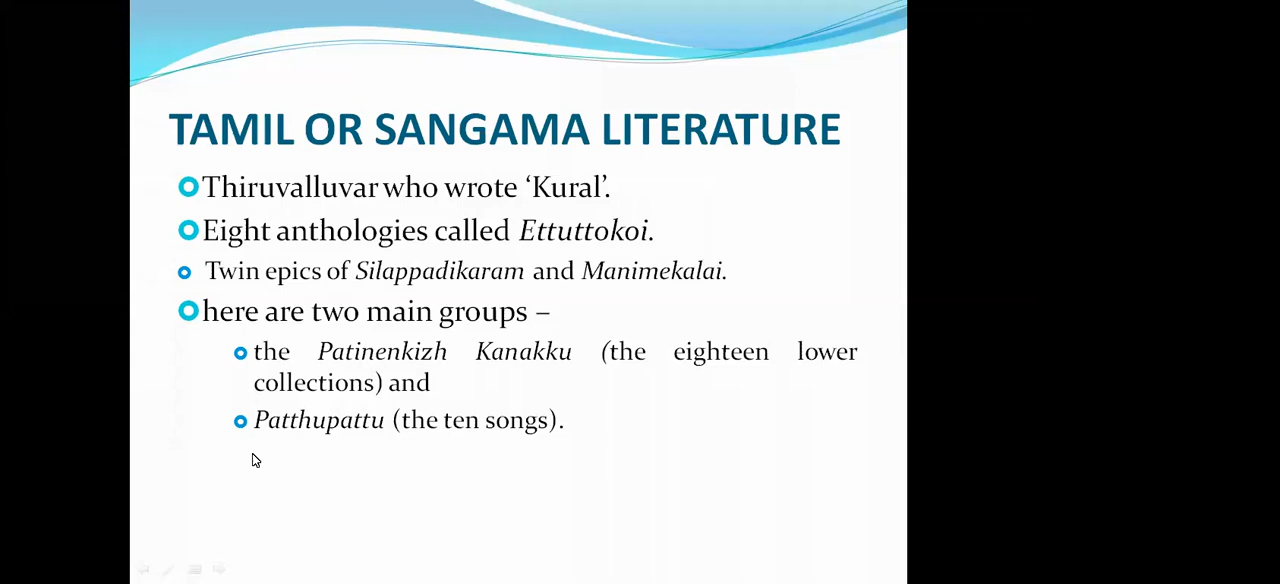 TAMIL OR SANGAMA LITERATURE
Thiruvalluvar who wrote ‘Kural’.
Eight anthologies called Ettuttokoi.
Twin epics of Silappadikaram and Manimekalai.
here are two main groups –
the Patinenkizh Kanakku (the eighteen lower
collections) and
Patthupattu (the ten songs).